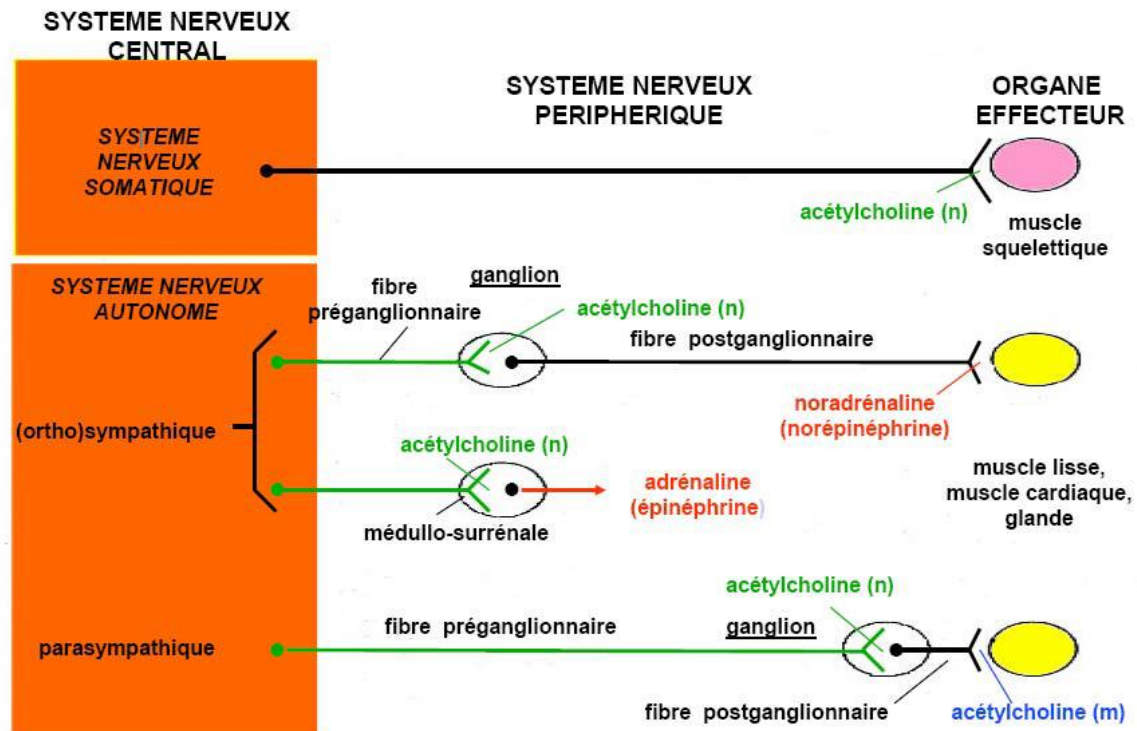 SYSTEME NERVEUX
CENTRAL
SYSTEME NERVEUX
PERIPHERIQUE
ORGANE
EFFECTEUR
SYSTEME
NERVEUX
SOMATIQUE
acétylcholine (n)
muscle
squelettique
SYSTEME NERVEUX
AUTONOME
fibre
préganglionnaire
ganglion
acétylcholine (n)
fibre postganglionnaire
(ortho)sympathique
noradrénaline
(norépinéphrine)
acétylcholine (n)
médullo-surrénale
adrénaline
(épinéphrine)
muscle lisse,
muscle cardiaque,
glande
parasympathique
fibre préganglionnaire
ganglion
acétylcholine (n)
fibre postganglionnaire
acétylcholine (m)